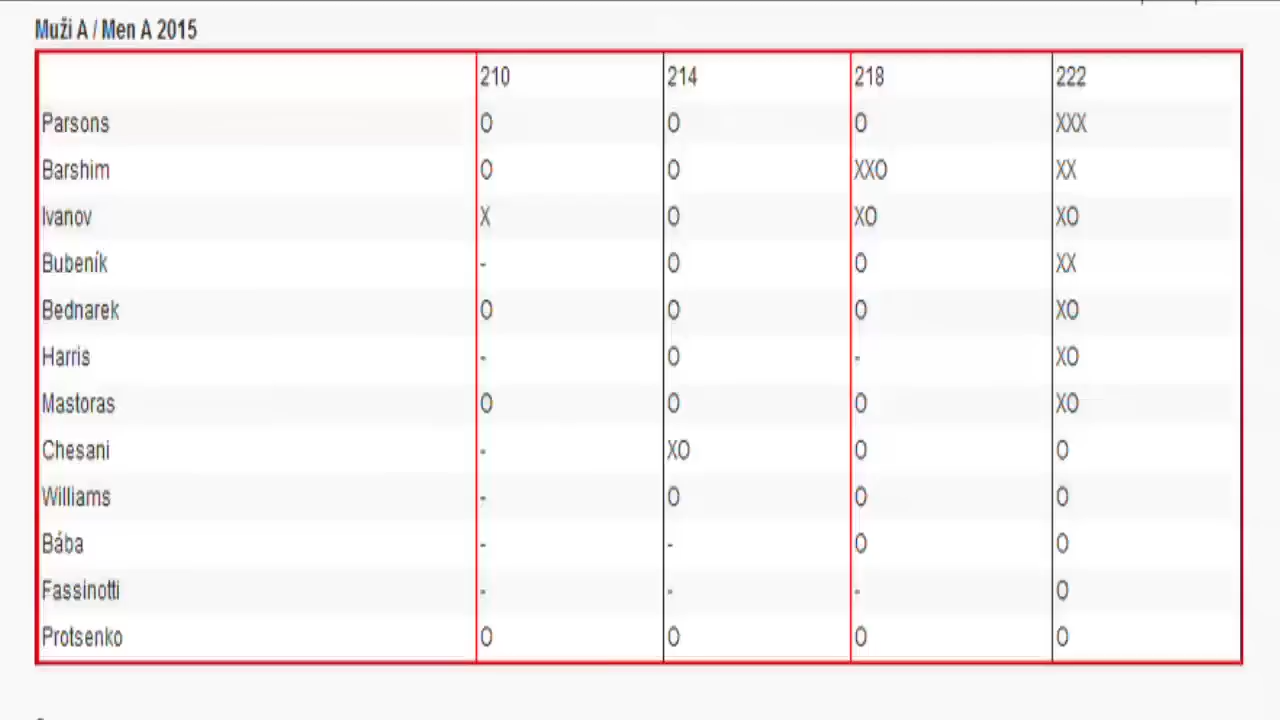 Muži A / Men A 2015
210 214 218 222
Parsons O O O XXX
Barshim O O XXO XX
Ivanov X O XO XO
Bubeník - O O XX
Bednarek O O O XO
Harris - O - XO
Mastoras O O O XO
Chesani - XO O O
Williams - O O O
Bába - - O O
Fassinotti - - - O
Protsenko O O O O